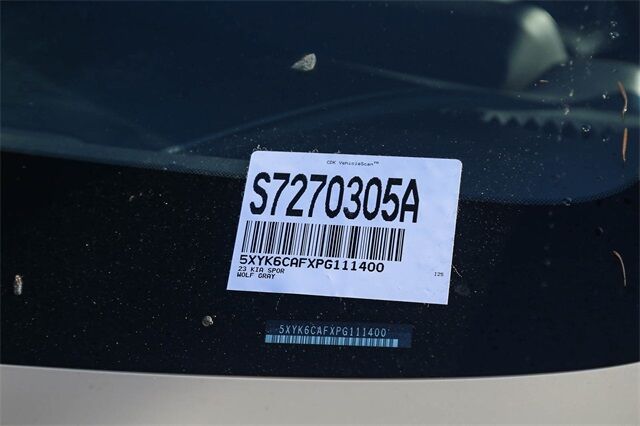 CDK VehicleScan™
S7270305A
5XYK6CAFXPG111400
23 KIA SPOR
WOLF GRAY
I25
5XYK6CAFXPG111400